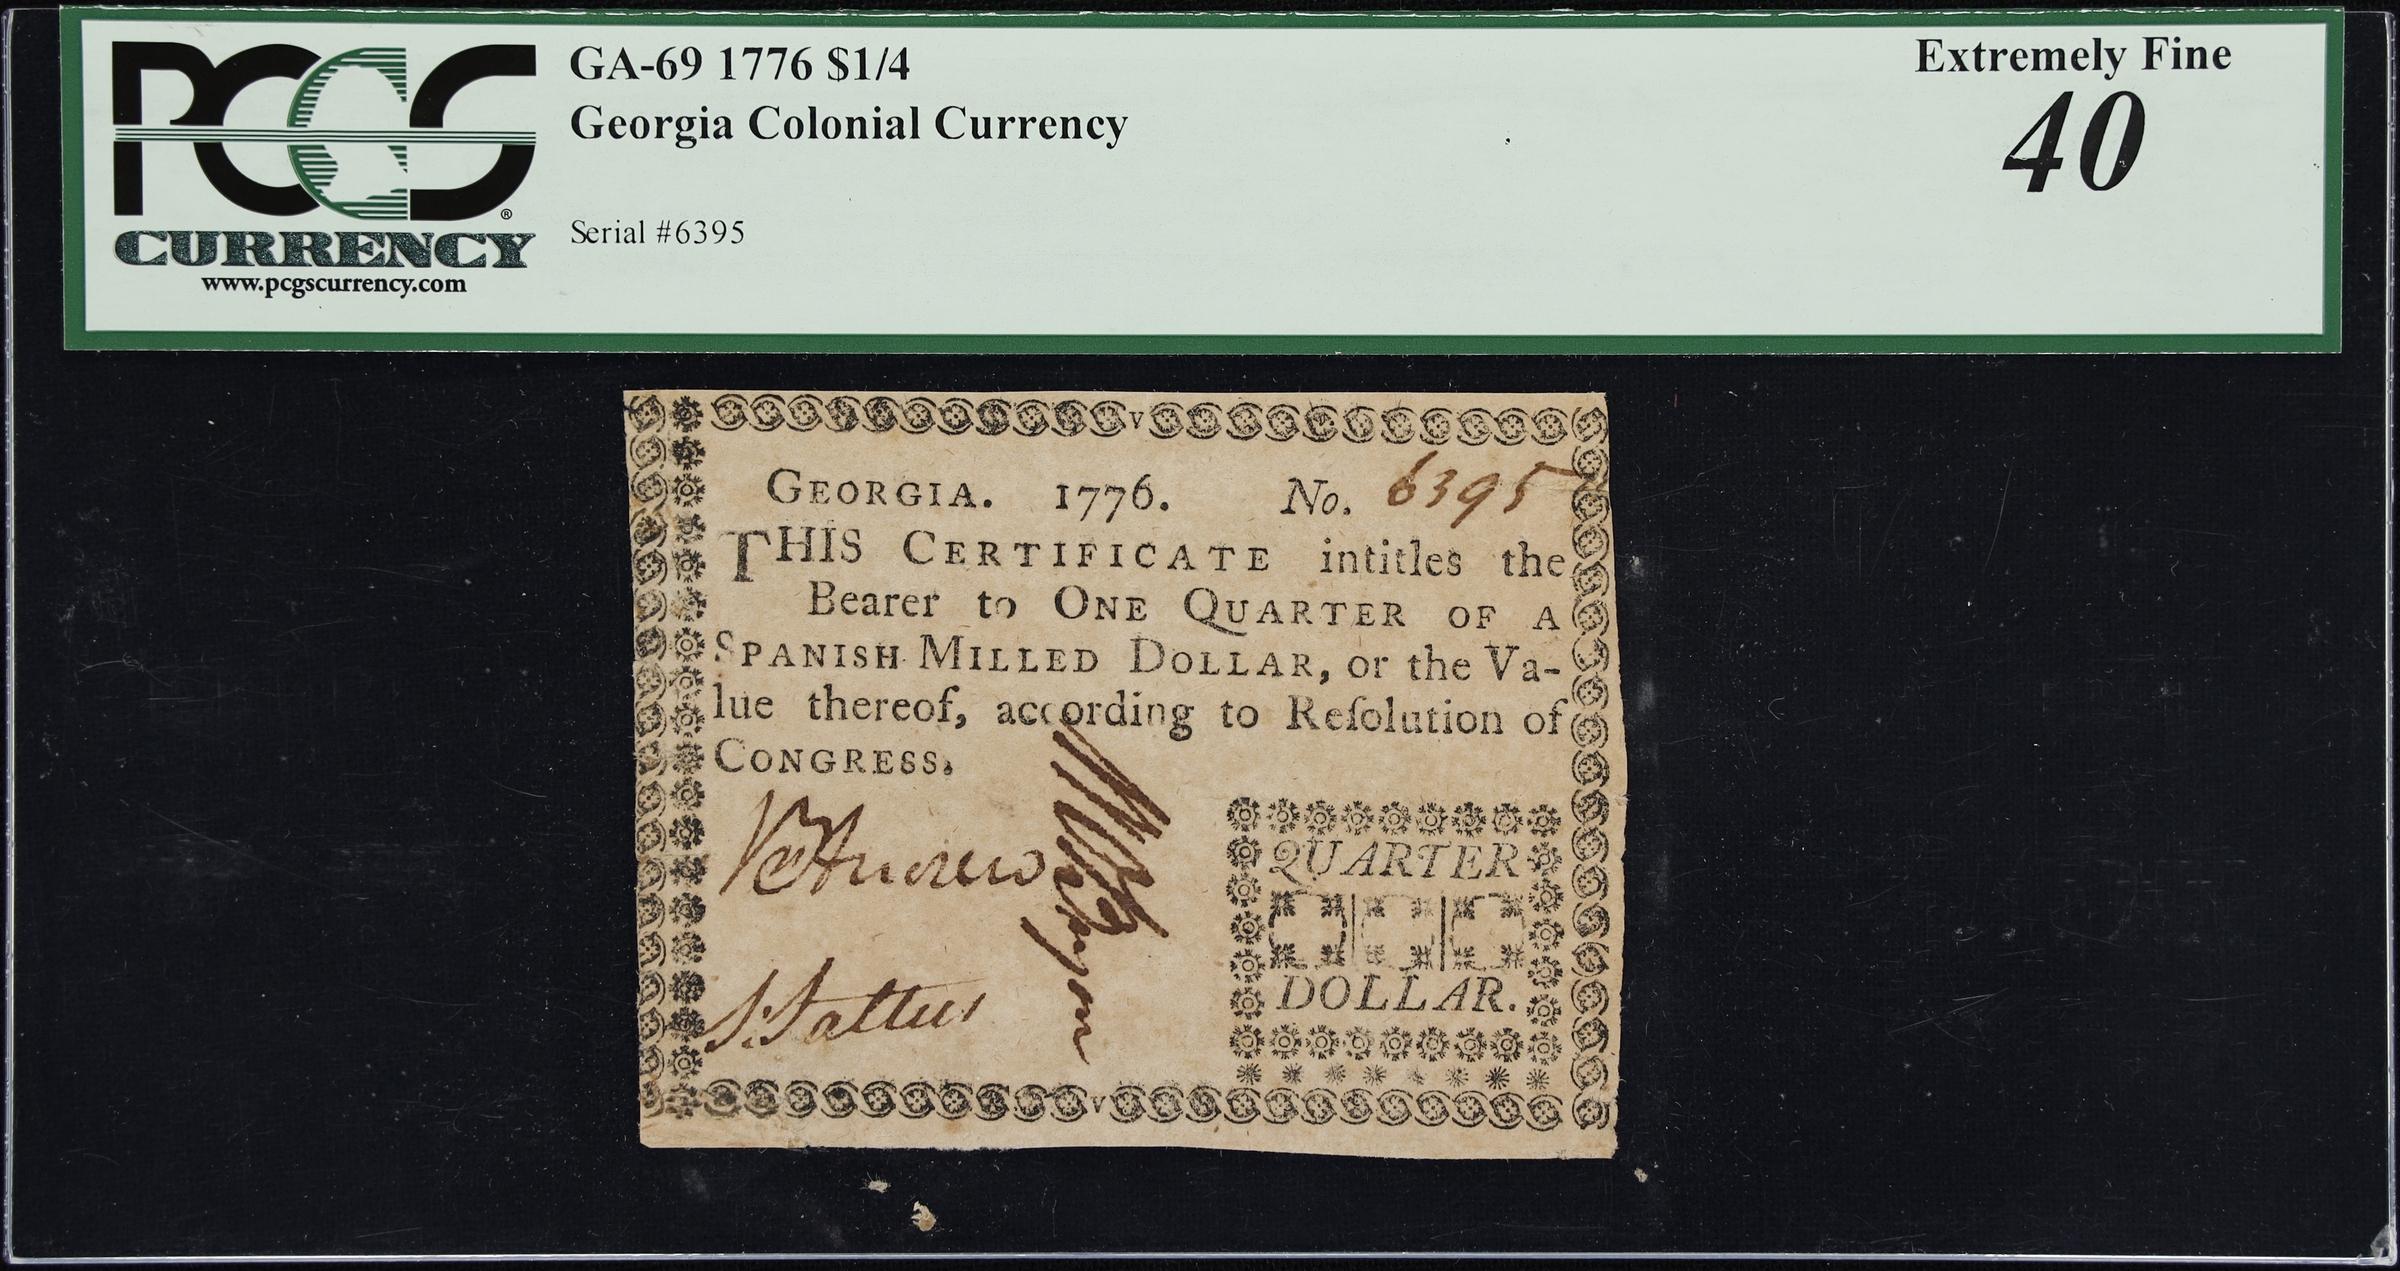 PCGS
CURRENCY
www.pcgscurrency.com
GA-69 1776 $1/4
Georgia Colonial Currency
Serial #6395
Extremely Fine
40
GEORGIA. 1776. No. 6395
THIS CERTIFICATE intitles the
Bearer to ONE QUARTER OF A
SPANISH MILLED DOLLAR, or the Va-
lue thereof, according to Reſolution of
CONGRESS.
QUARTER
DOLLAR.